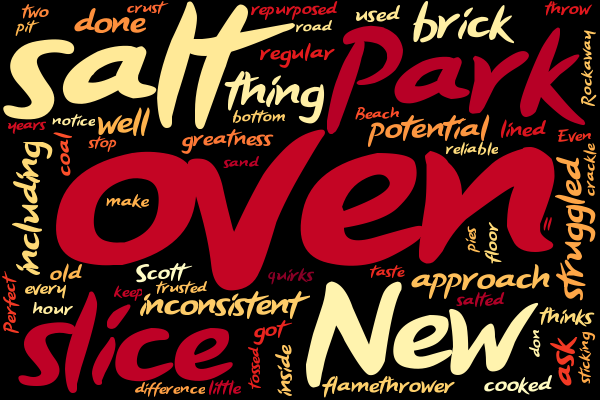 two
pit
done
crust
repurposed
road
used
brick
throw
salt
thing
regular
Park
Rockaway
years
notice
well
stop
coal
bottom
greatness
sand
Beach
potential
lined
reliable
Even
crackle
including
make
oven
struggled
pies
floor
old
every
hour
Perfect
Scott
keep
trusted
inconsistent
quirks
taste
approach
salted
slice
got
New
thinks
don
ask
sticking
difference
little
tossed
inside
flamethrower
cooked